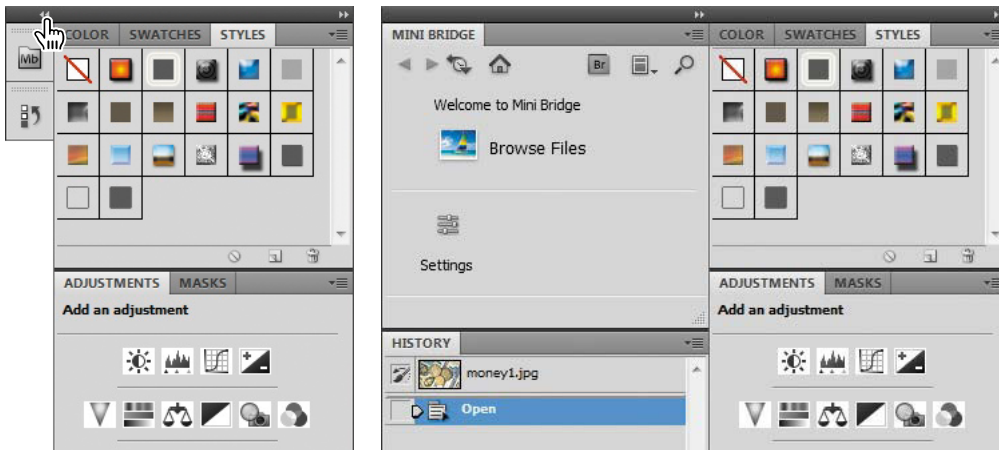 COLOR SWATCHES STYLES
Mb
ADJUSTMENTS MASKS
Add an adjustment
MINI BRIDGE
Br
Welcome to Mini Bridge
Browse Files
Settings
HISTORY
money1.jpg
Open
COLOR SWATCHES STYLES
ADJUSTMENTS MASKS
Add an adjustment